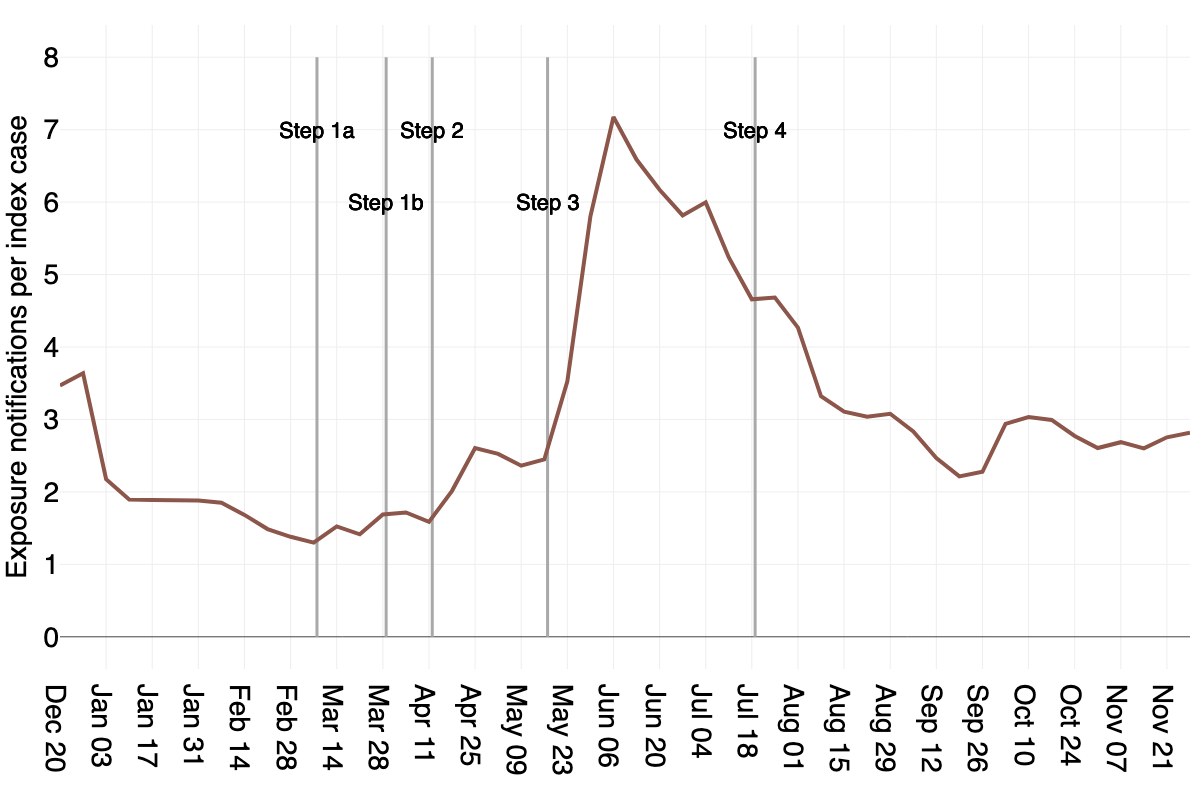 Exposure notifications per index case
8
7
6
5
4
3
2
1
0
Step 1a
Step 2
Step 4
Step 1b
Step 3
Dec 20
Jan 03
Jan 17
Jan 31
Feb 14
Feb 28
Mar 14
Mar 28
Apr 11
Apr 25
May 09
May 23
Jun 06
Jun 20
Jul 04
Jul 18
Aug 01
Aug 15
Aug 29
Sep 12
Sep 26
Oct 10
Oct 24
Nov 07
Nov 21